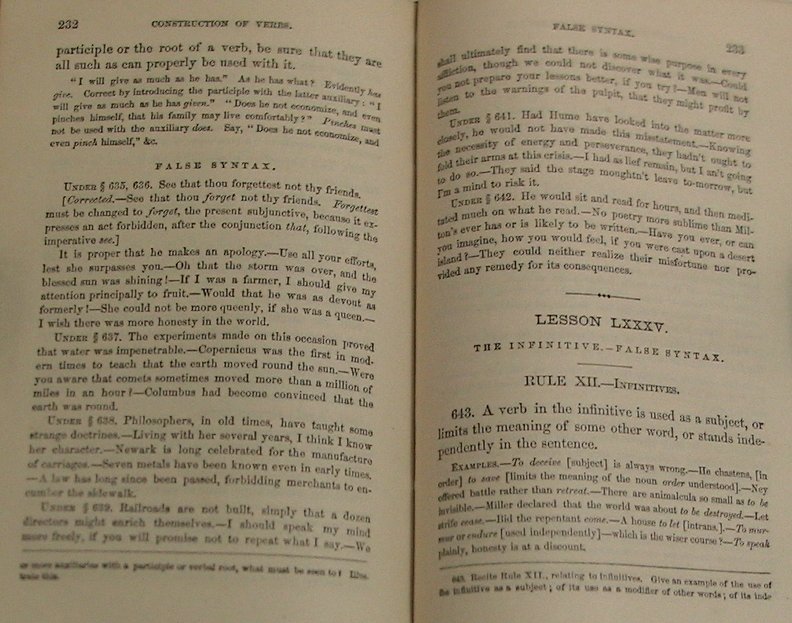 232 CONSTRUCTION OF VERBS.
participle or the root of a verb, be sure that they are
all such as can properly be used with it.
"I will give as much as he has." As he has what? Evidently has
give. Correct by introducing the participle with the latter auxiliary: "I
will give as much as he has given." "Does he not economize, and even
pinches himself, that his family may live comfortably?" Pinches must
not be used with the auxiliary does. Say, "Does he not economize, and
even pinch himself," &c.
FALSE SYNTAX.
UNDER § 635, 636. See that thou forgettest not thy friends.
[Corrected.—See that thou forget not thy friends. Forgettest
must be changed to forget, the present subjunctive, because it ex-
presses an act forbidden, after the conjunction that, following the
imperative see.]
It is proper that he makes an apology.—Use all your efforts,
lest she surpasses you.—Oh that the storm was over, and the
blessed sun was shining!—If I was a farmer, I should give my
attention principally to fruit.—Would that he was as devout as
formerly!—She could not be more queenly, if she was a queen.—
I wish there was more honesty in the world.
UNDER § 637. The experiments made on this occasion proved
that water was impenetrable.—Copernicus was the first in mod-
ern times to teach that the earth moved round the sun.—Were
you aware that comets sometimes moved more than a million of
miles in an hour?—Columbus had become convinced that the
earth was round.
UNDER § 638. Philosophers, in old times, have taught some
strange doctrines.—Living with her several years, I think I know
her character.—Newark is long celebrated for the manufacture
of carriages.—Seven metals have been known even in early times.
—A law has long since been passed, forbidding merchants to en-
cumber the sidewalk.
UNDER § 639. Railroads are not built, simply that a dozen
directors might enrich themselves.—I should speak my mind
more freely, if you will promise not to repeat what I say.—We
or more auxiliaries with a participle or verbal root, what must be seen to? Illus-
trate this.
FALSE SYNTAX. 233
shall ultimately find that there is some wise purpose in every
affliction, though we could not discover what it was.—Could
you not prepare your lessons better, if you try?—Men will not
listen to the warnings of the pulpit, that they might profit by
them.
UNDER § 641. Had Hume have looked into the matter more
closely, he would not have made this misstatement.—Knowing
the necessity of energy and perseverance, they hadn't ought to
fold their arms at this crisis.—I had as lief remain, but I an't going
to do so.—They said the stage moughtn't leave to-morrow, but
I'm a mind to risk it.
UNDER § 642. He would sit and read for hours, and then medi-
tated much on what he read.—No poetry more sublime than Mil-
ton's ever has or is likely to be written.—Have you ever, or can
you imagine, how you would feel, if you were cast upon a desert
island?—They could neither realize their misfortune nor pro-
vided any remedy for its consequences.
LESSON LXXXV.
THE INFINITIVE.—FALSE SYNTAX.
RULE XII.—INFINITIVES.
643. A verb in the infinitive is used as a subject, or
limits the meaning of some other word, or stands inde-
pendently in the sentence.
EXAMPLES.—To deceive [subject] is always wrong.—He chastens, [in
order] to save [limits the meaning of the noun order understood].—Ney
offered battle rather than retreat.—There are animalcula so small as to be
invisible.—Miller declared that the world was about to be destroyed.—Let
strife cease.—Bid the repentant come.—A house to let [intrans.].—To mur-
mur or endure [used independently]—which is the wiser course?—To speak
plainly, honesty is at a discount.
643. Recite Rule XII., relating to infinitives. Give an example of the use of
the infinitive as a subject; of its use as a modifier of other words; of its inde